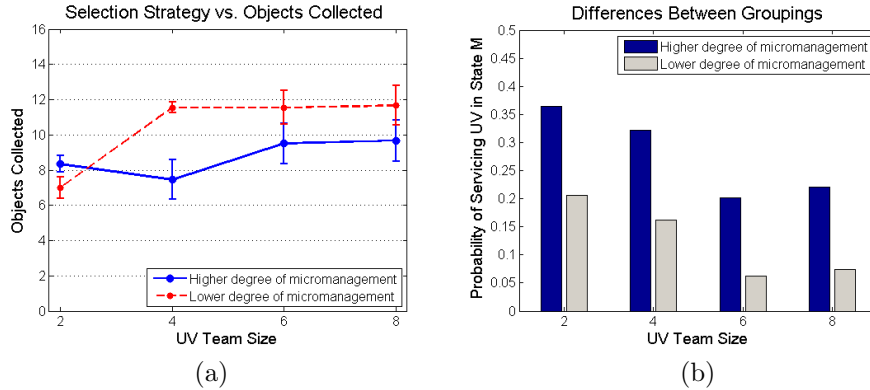 Selection Strategy vs. Objects Collected
16
14
12
10
8
6
4
2
0
Objects Collected
Higher degree of micromanagement
Lower degree of micromanagement
2 4 6 8
UV Team Size
(a)
Differences Between Groupings
0.5
0.45
0.4
0.35
0.3
0.25
0.2
0.15
0.1
0.05
0
Probability of Servicing UV in State M
Higher degree of micromanagement
Lower degree of micromanagement
2 4 6 8
UV Team Size
(b)